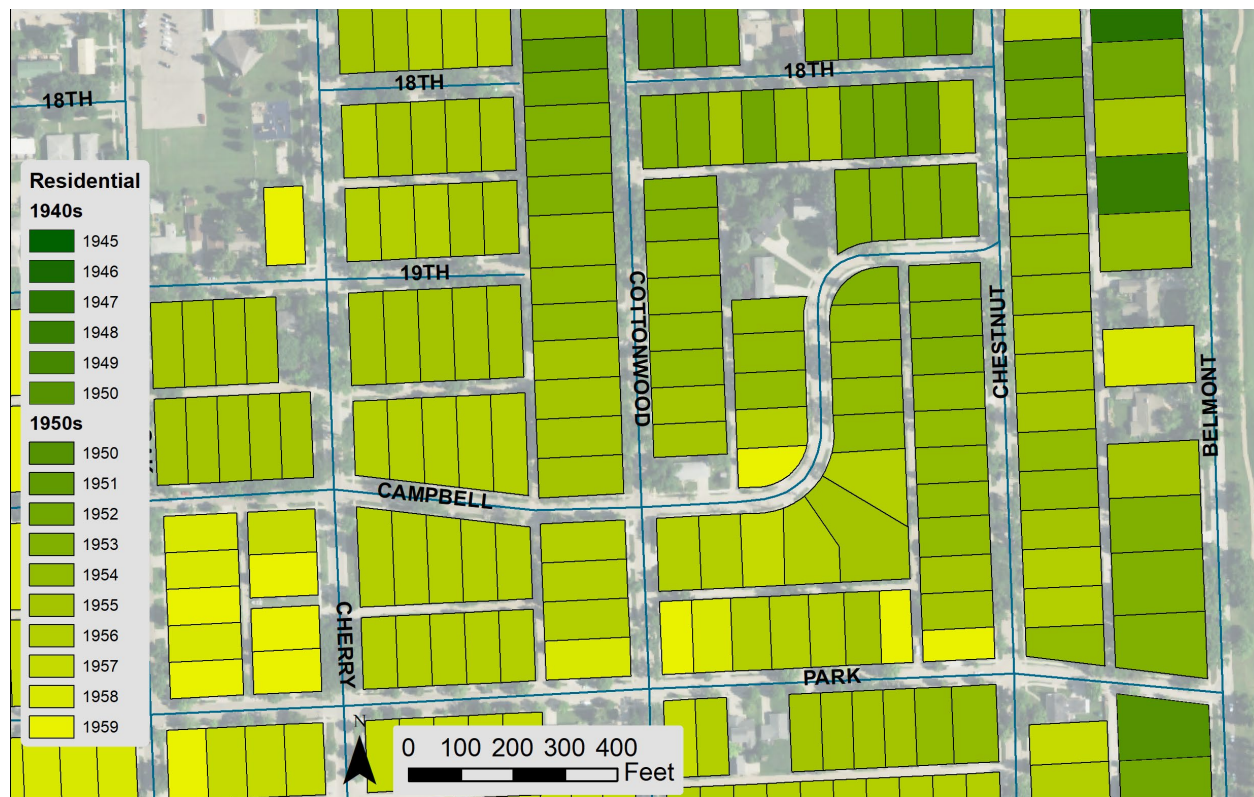 18TH
18TH
18TH
Residential
1940s
1945
1946
1947
1948
1949
1950
1950s
1950
1951
1952
1953
1954
1955
1956
1957
1958
1959
19TH
COTTONWOOD
CHESTNUT
BELMONT
CAMPBELL
CHERRY
PARK
N
0 100 200 300 400
Feet